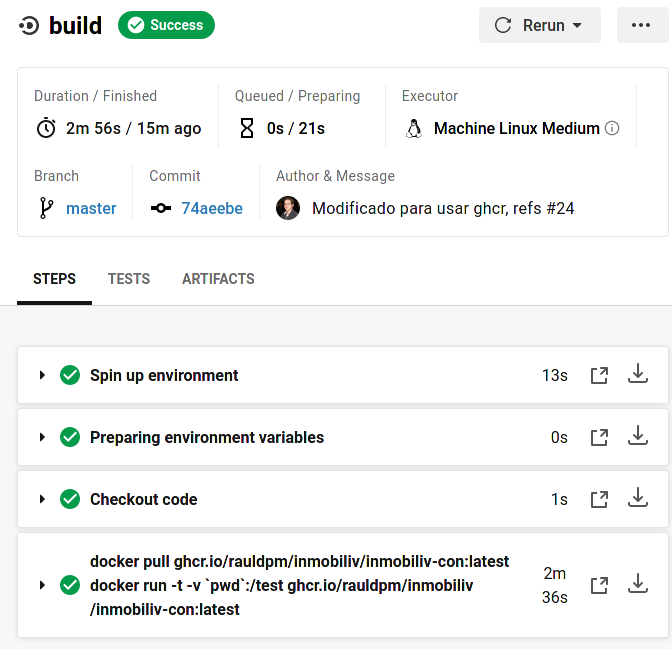 build Success Rerun
Duration / Finished Queued / Preparing Executor
2m 56s / 15m ago 0s / 21s Machine Linux Medium
Branch Commit Author & Message
master 74aeebe Modificado para usar ghcr, refs #24
STEPS TESTS ARTIFACTS
Spin up environment 13s
Preparing environment variables 0s
Checkout code 1s
docker pull ghcr.io/rauldpm/inmobiliv/inmobiliv-con:latest
docker run -t -v `pwd`:/test ghcr.io/rauldpm/inmobiliv
/inmobiliv-con:latest
2m
36s